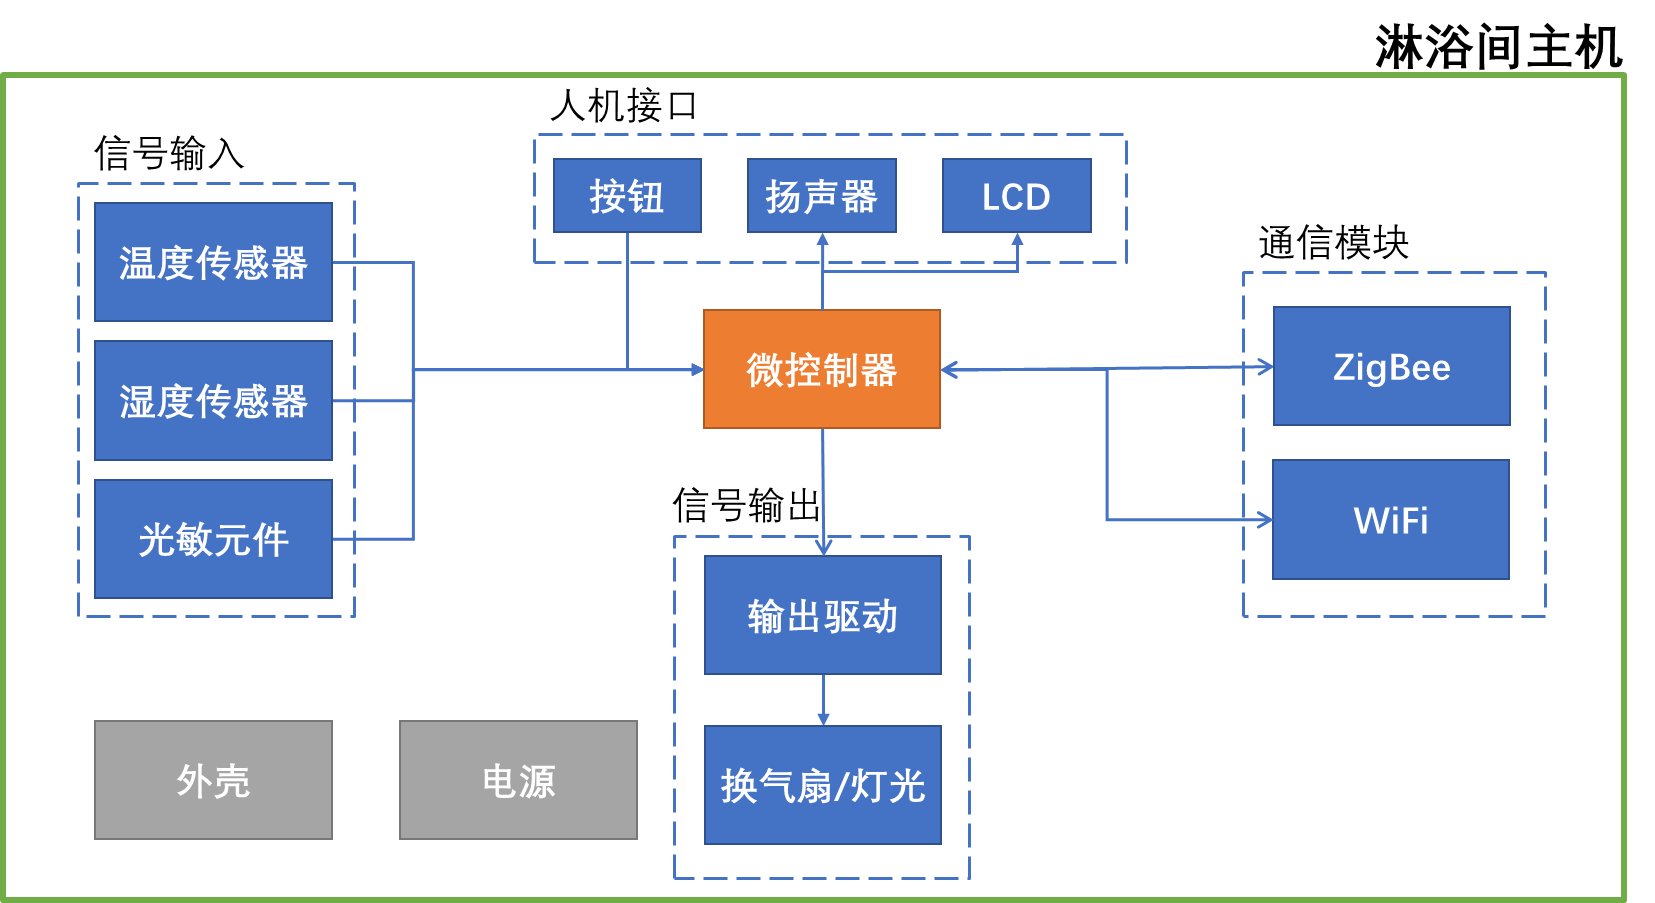 淋浴间主机
人机接口
信号输入
按钮
扬声器
LCD
温度传感器
通信模块
湿度传感器
微控制器
ZigBee
光敏元件
信号输出
WiFi
输出驱动
外壳
电源
换气扇/灯光